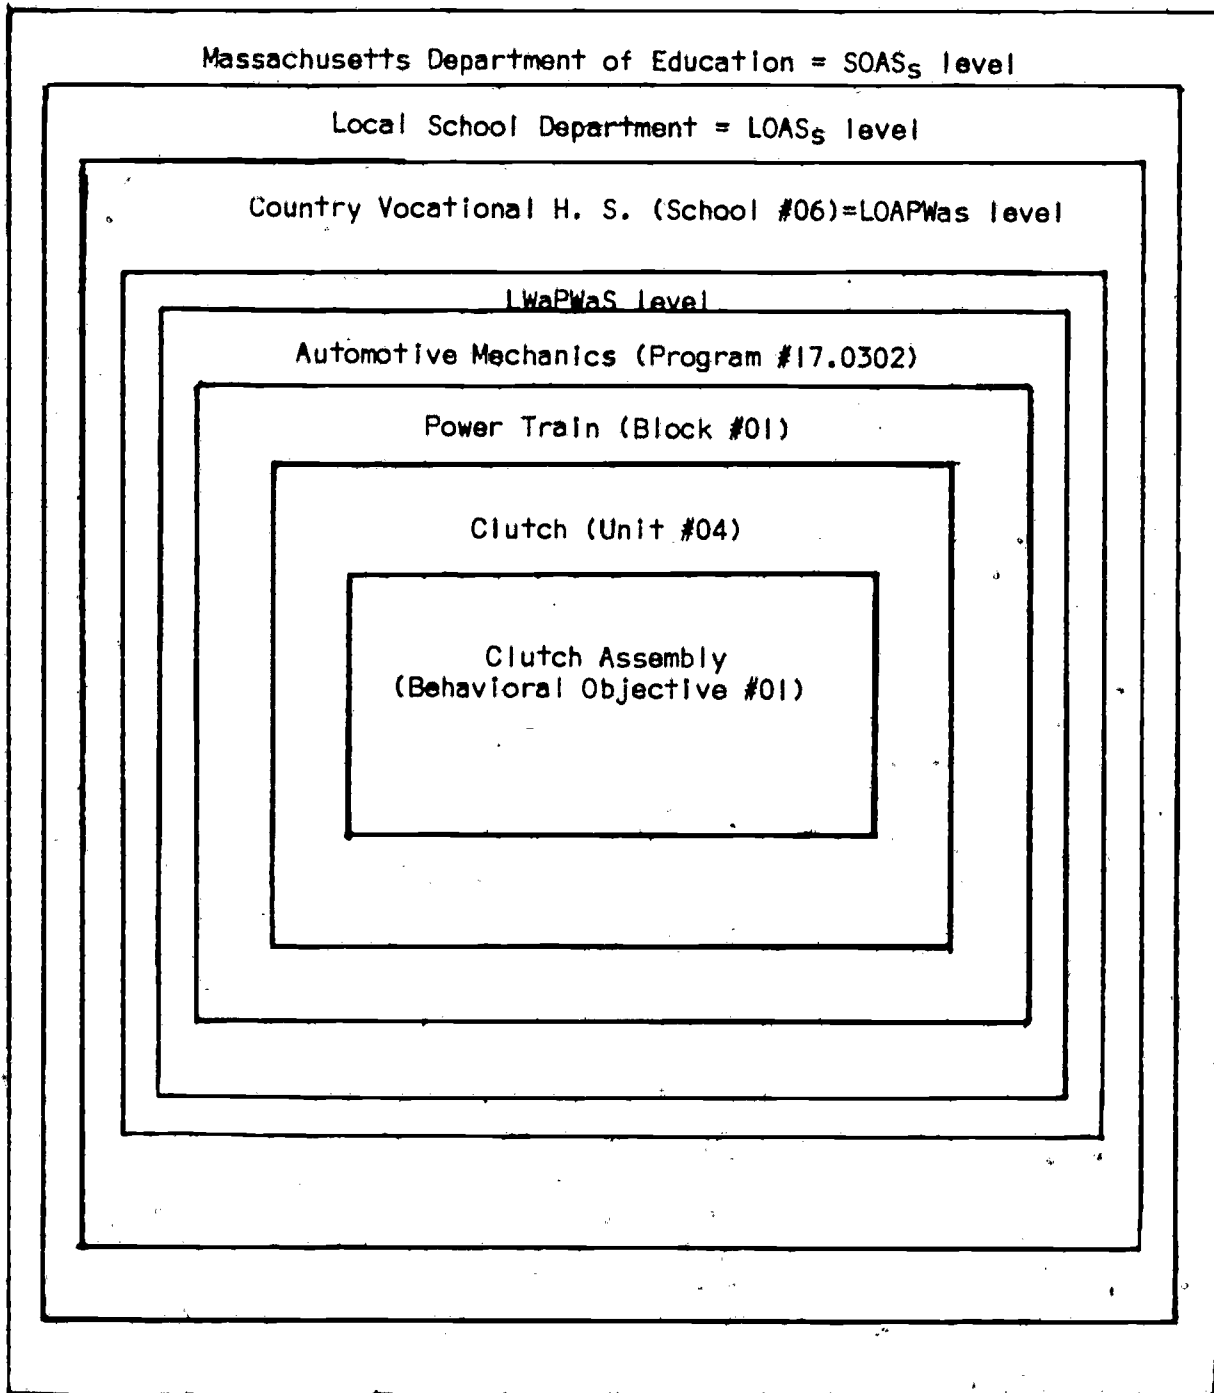 Massachusetts Department of Education = SOASs level
Local School Department = LOASs level
Country Vocational H. S. (School #06)=LOAPWas level
LWaPWaS level
Automotive Mechanics (Program #17.0302)
Power Train (Block #01)
Clutch (Unit #04)
Clutch Assembly
(Behavioral Objective #01)